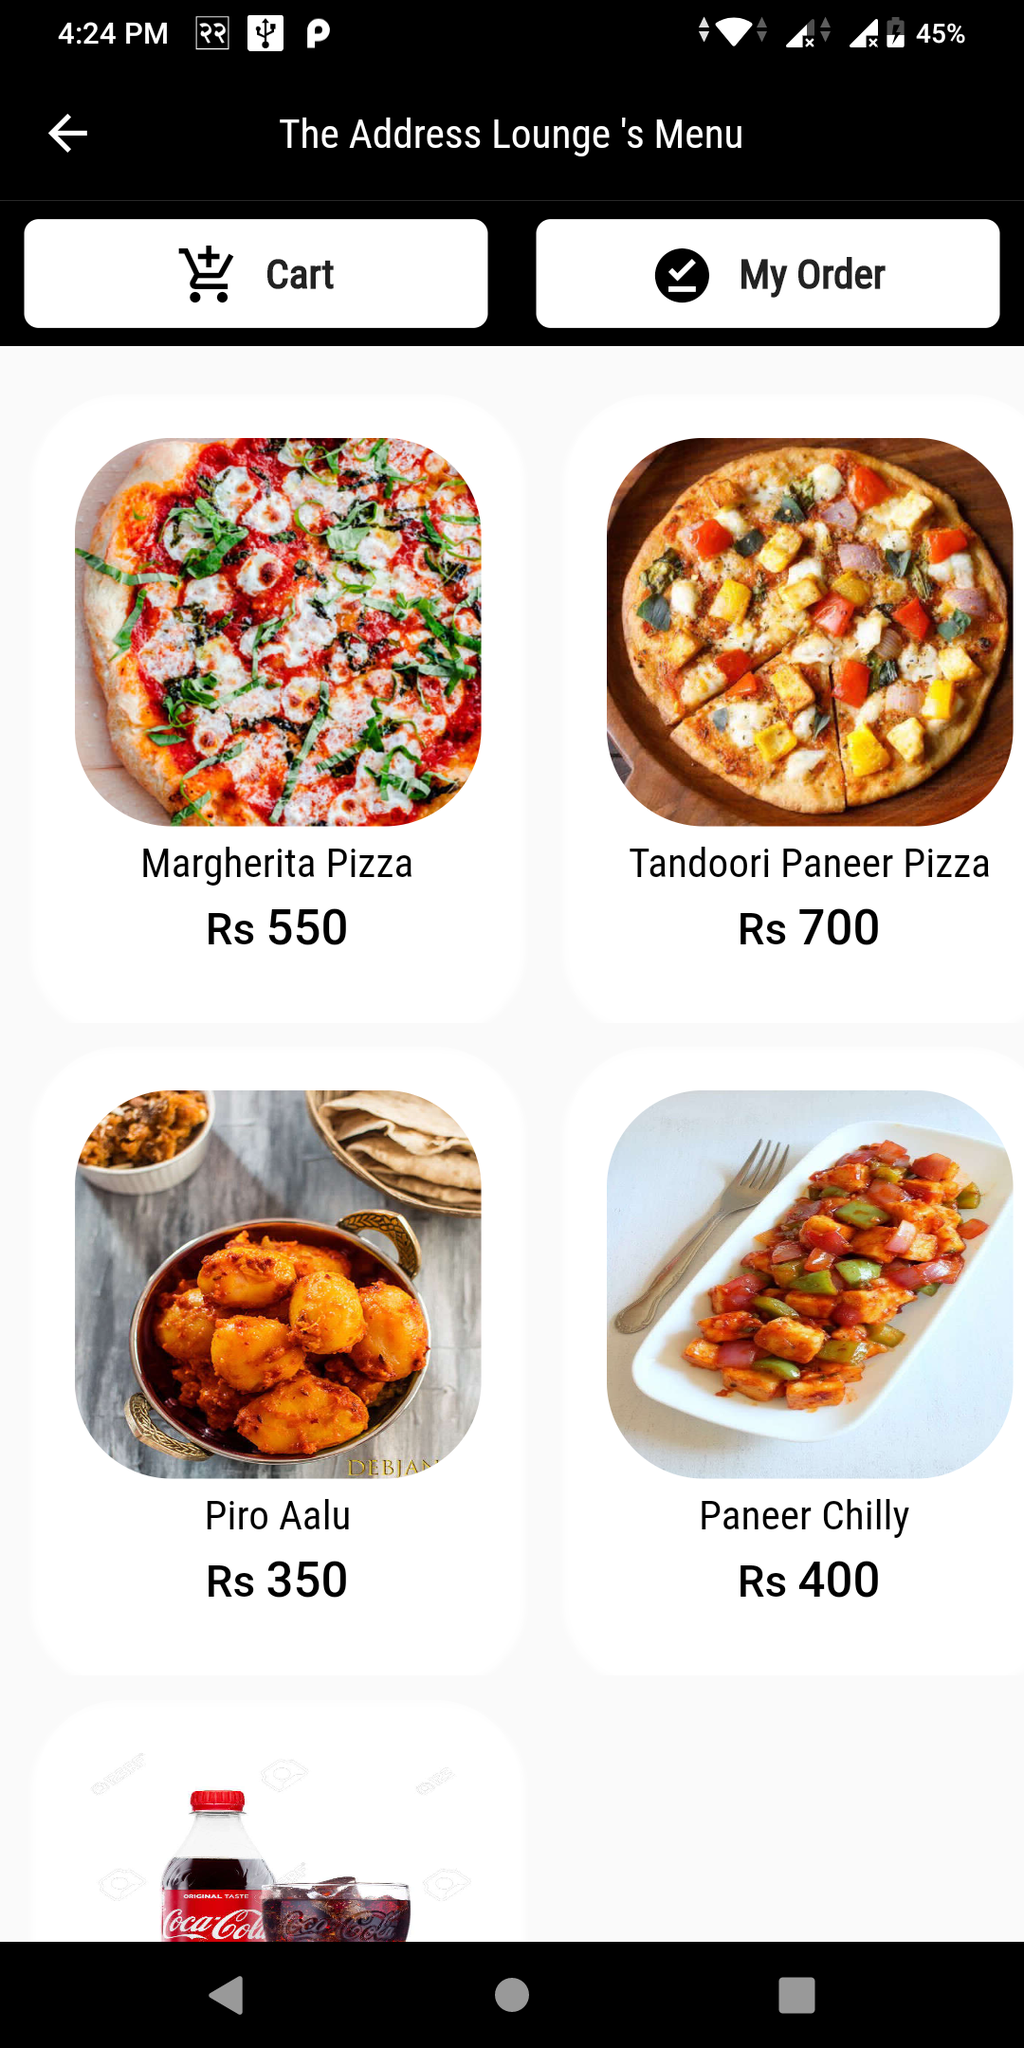 4:24 PM २२ 45%
The Address Lounge 's Menu
Cart
My Order
Margherita Pizza
Rs 550
Tandoori Paneer Pizza
Rs 700
DEBJAN
Piro Aalu
Rs 350
Paneer Chilly
Rs 400
ORIGINAL TASTE
Coca-Cola
Coca-Cola